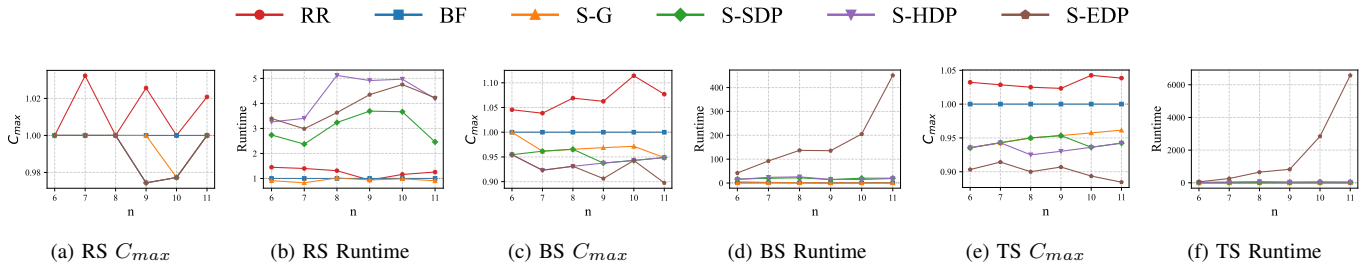 RR BF S-G S-SDP S-HDP S-EDP
1.02
1.00
0.98
C_max
6 7 8 9 10 11
n
(a) RS C_max
5
4
3
2
1
Runtime
6 7 8 9 10 11
n
(b) RS Runtime
1.10
1.05
1.00
0.95
0.90
C_max
6 7 8 9 10 11
n
(c) BS C_max
400
300
200
100
0
Runtime
6 7 8 9 10 11
n
(d) BS Runtime
1.05
1.00
0.95
0.90
C_max
6 7 8 9 10 11
n
(e) TS C_max
6000
4000
2000
0
Runtime
6 7 8 9 10 11
n
(f) TS Runtime